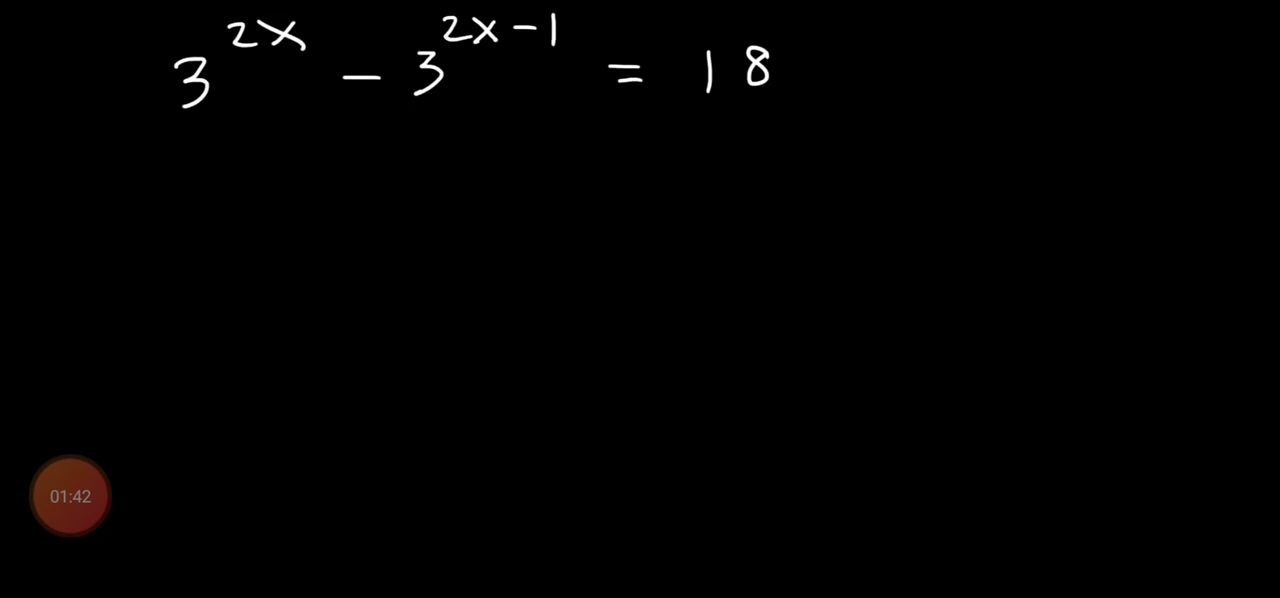 3^{2x} - 3^{2x-1} = 18
01:42